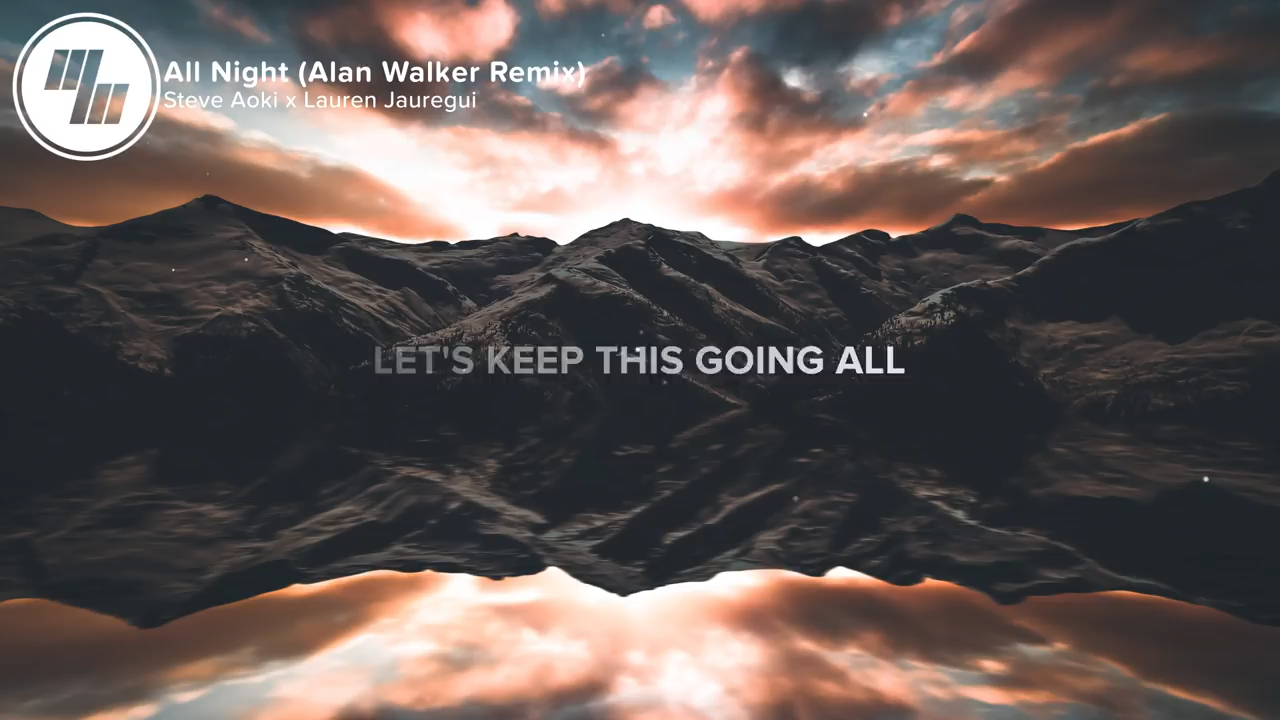 All Night (Alan Walker Remix)
Steve Aoki x Lauren Jauregui
LET'S KEEP THIS GOING ALL